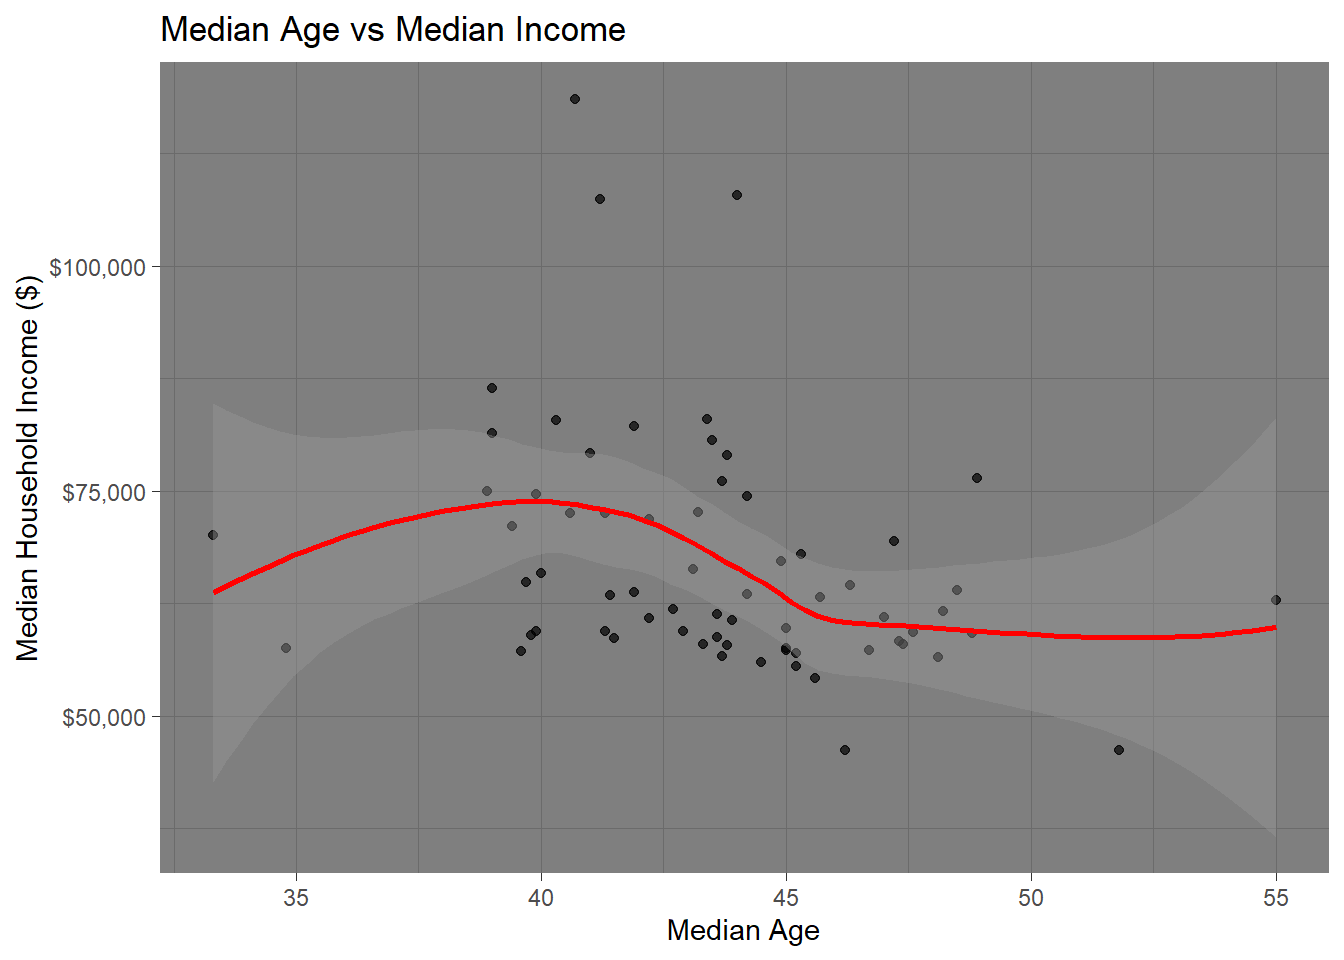 Median Age vs Median Income
Median Household Income ($)
$100,000
$75,000
$50,000
35 40 45 50 55
Median Age